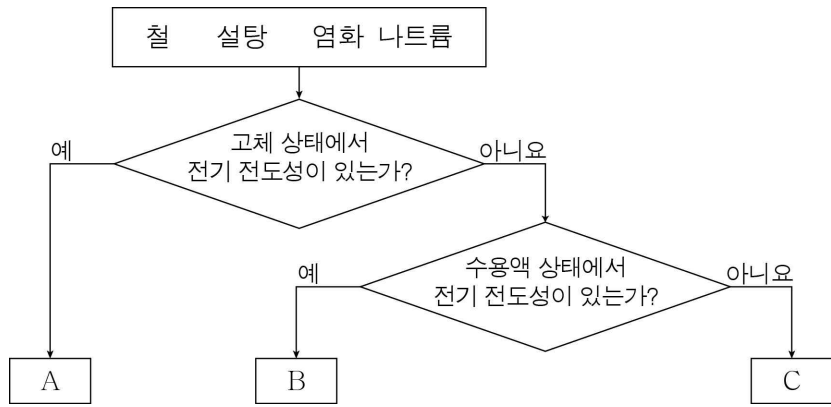 철 설탕 염화 나트륨
고체 상태에서
전기 전도성이 있는가?
예
아니요
수용액 상태에서
전기 전도성이 있는가?
예
아니요
A
B
C